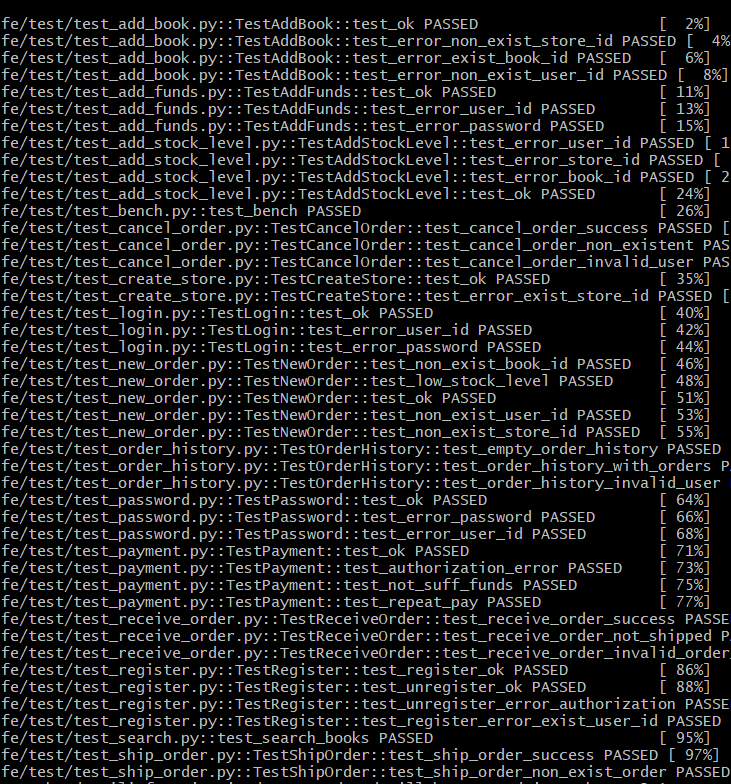 fe/test/test_add_book.py::TestAddBook::test_ok PASSED [ 2%]
fe/test/test_add_book.py::TestAddBook::test_error_non_exist_store_id PASSED [ 4%
fe/test/test_add_book.py::TestAddBook::test_error_exist_book_id PASSED [ 6%]
fe/test/test_add_book.py::TestAddBook::test_error_non_exist_user_id PASSED [ 8%]
fe/test/test_add_funds.py::TestAddFunds::test_ok PASSED [ 11%]
fe/test/test_add_funds.py::TestAddFunds::test_error_user_id PASSED [ 13%]
fe/test/test_add_funds.py::TestAddFunds::test_error_password PASSED [ 15%]
fe/test/test_add_stock_level.py::TestAddStockLevel::test_error_user_id PASSED [ 1
fe/test/test_add_stock_level.py::TestAddStockLevel::test_error_store_id PASSED [
fe/test/test_add_stock_level.py::TestAddStockLevel::test_error_book_id PASSED [ 2
fe/test/test_add_stock_level.py::TestAddStockLevel::test_ok PASSED [ 24%]
fe/test/test_bench.py::test_bench PASSED [ 26%]
fe/test/test_cancel_order.py::TestCancelOrder::test_cancel_order_success PASSED [
fe/test/test_cancel_order.py::TestCancelOrder::test_cancel_order_non_existent PAS
fe/test/test_cancel_order.py::TestCancelOrder::test_cancel_order_invalid_user PAS
fe/test/test_create_store.py::TestCreateStore::test_ok PASSED [ 35%]
fe/test/test_create_store.py::TestCreateStore::test_error_exist_store_id PASSED [
fe/test/test_login.py::TestLogin::test_ok PASSED [ 40%]
fe/test/test_login.py::TestLogin::test_error_user_id PASSED [ 42%]
fe/test/test_login.py::TestLogin::test_error_password PASSED [ 44%]
fe/test/test_new_order.py::TestNewOrder::test_non_exist_book_id PASSED [ 46%]
fe/test/test_new_order.py::TestNewOrder::test_low_stock_level PASSED [ 48%]
fe/test/test_new_order.py::TestNewOrder::test_ok PASSED [ 51%]
fe/test/test_new_order.py::TestNewOrder::test_non_exist_user_id PASSED [ 53%]
fe/test/test_new_order.py::TestNewOrder::test_non_exist_store_id PASSED [ 55%]
fe/test/test_order_history.py::TestOrderHistory::test_empty_order_history PASSED
fe/test/test_order_history.py::TestOrderHistory::test_order_history_with_orders P
fe/test/test_order_history.py::TestOrderHistory::test_order_history_invalid_user
fe/test/test_password.py::TestPassword::test_ok PASSED [ 64%]
fe/test/test_password.py::TestPassword::test_error_password PASSED [ 66%]
fe/test/test_password.py::TestPassword::test_error_user_id PASSED [ 68%]
fe/test/test_payment.py::TestPayment::test_ok PASSED [ 71%]
fe/test/test_payment.py::TestPayment::test_authorization_error PASSED [ 73%]
fe/test/test_payment.py::TestPayment::test_not_suff_funds PASSED [ 75%]
fe/test/test_payment.py::TestPayment::test_repeat_pay PASSED [ 77%]
fe/test/test_receive_order.py::TestReceiveOrder::test_receive_order_success PASSE
fe/test/test_receive_order.py::TestReceiveOrder::test_receive_order_not_shipped P
fe/test/test_receive_order.py::TestReceiveOrder::test_receive_order_invalid_order_
fe/test/test_register.py::TestRegister::test_register_ok PASSED [ 86%]
fe/test/test_register.py::TestRegister::test_unregister_ok PASSED [ 88%]
fe/test/test_register.py::TestRegister::test_unregister_error_authorization PASSE
fe/test/test_register.py::TestRegister::test_register_error_exist_user_id PASSED
fe/test/test_search.py::test_search_books PASSED [ 95%]
fe/test/test_ship_order.py::TestShipOrder::test_ship_order_success PASSED [ 97%]
fe/test/test_ship_order.py::TestShipOrder::test_ship_order_non_exist_order PASSED